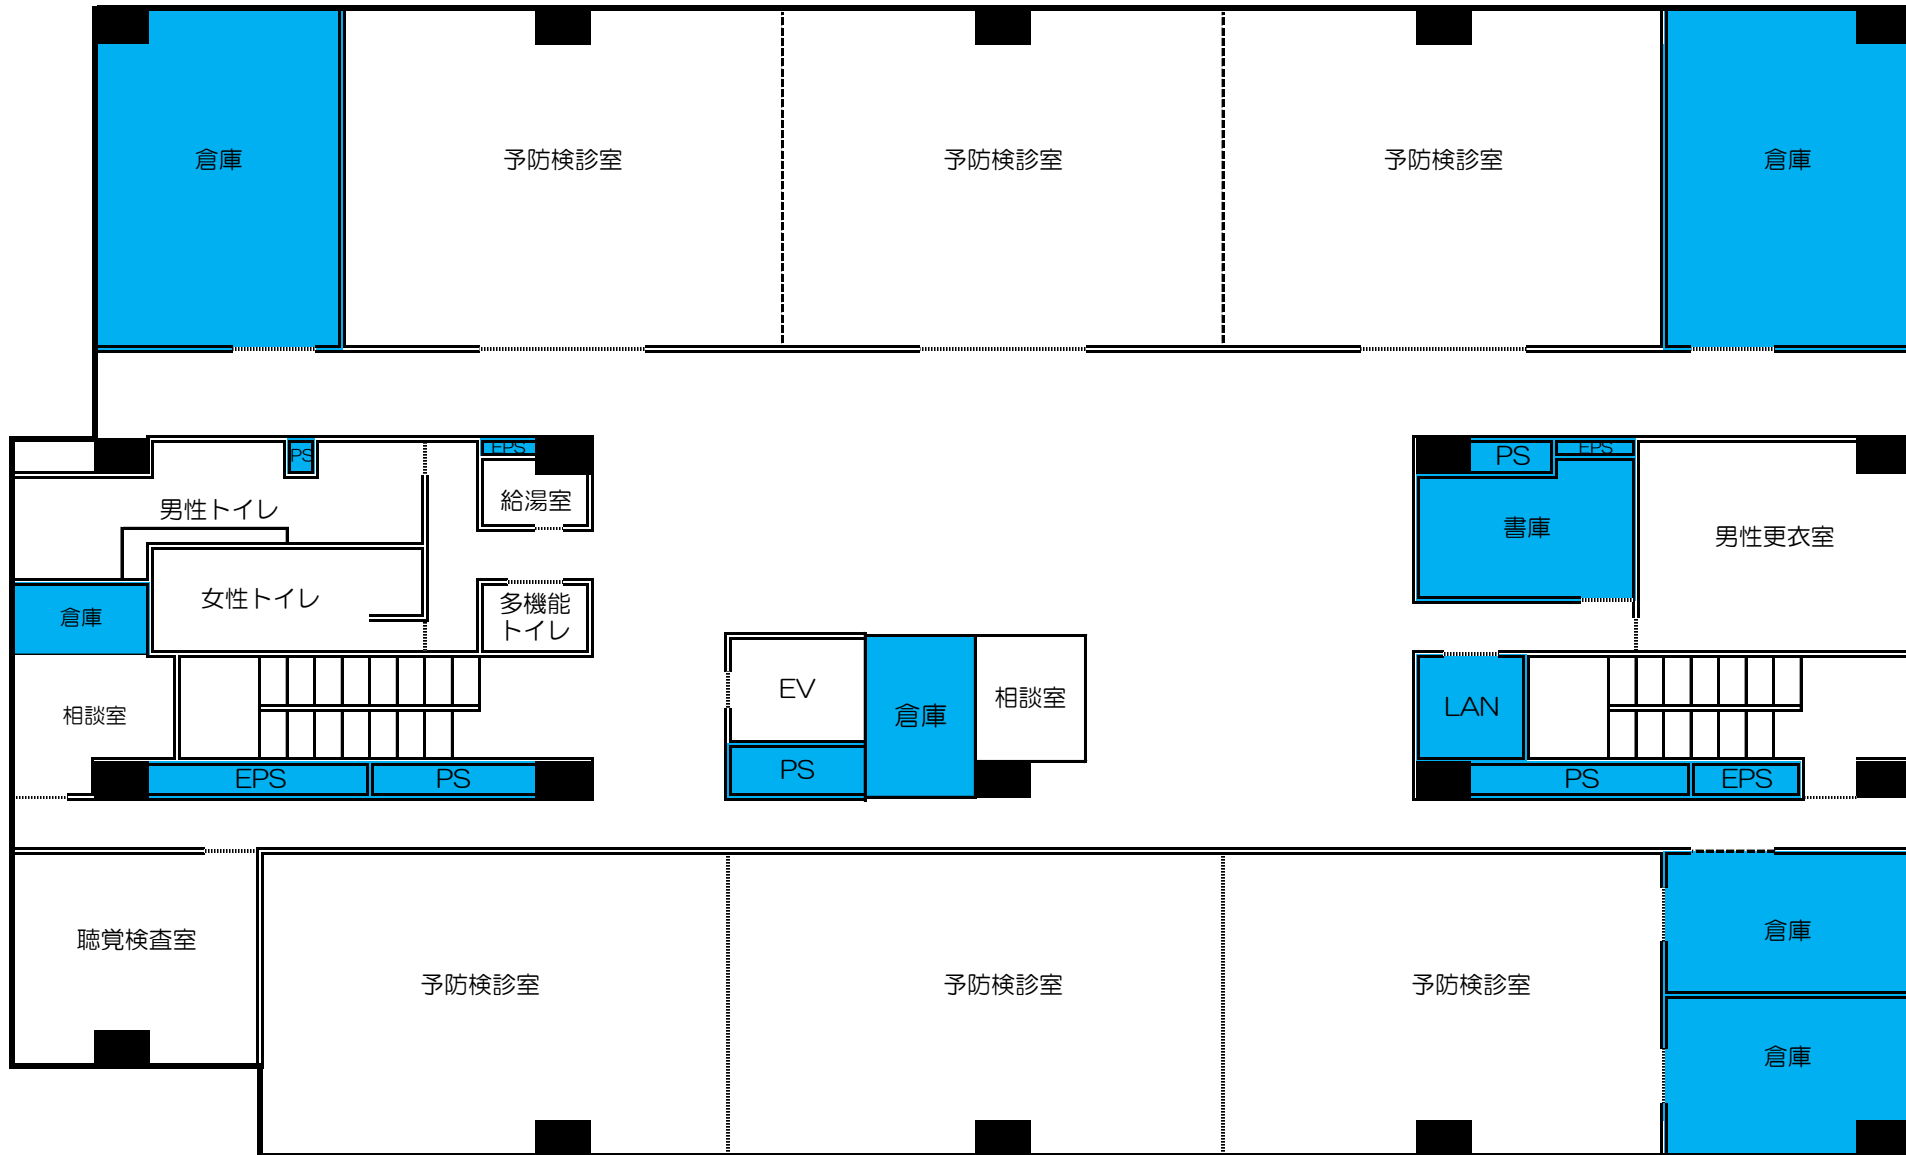 倉庫
予防検診室
予防検診室
予防検診室
倉庫
PS
EPS
PS
EPS
給湯室
男性トイレ
書庫
男性更衣室
女性トイレ
多機能
トイレ
倉庫
EV
倉庫
相談室
相談室
LAN
EPS
PS
PS
PS
EPS
聴覚検査室
倉庫
予防検診室
予防検診室
予防検診室
倉庫